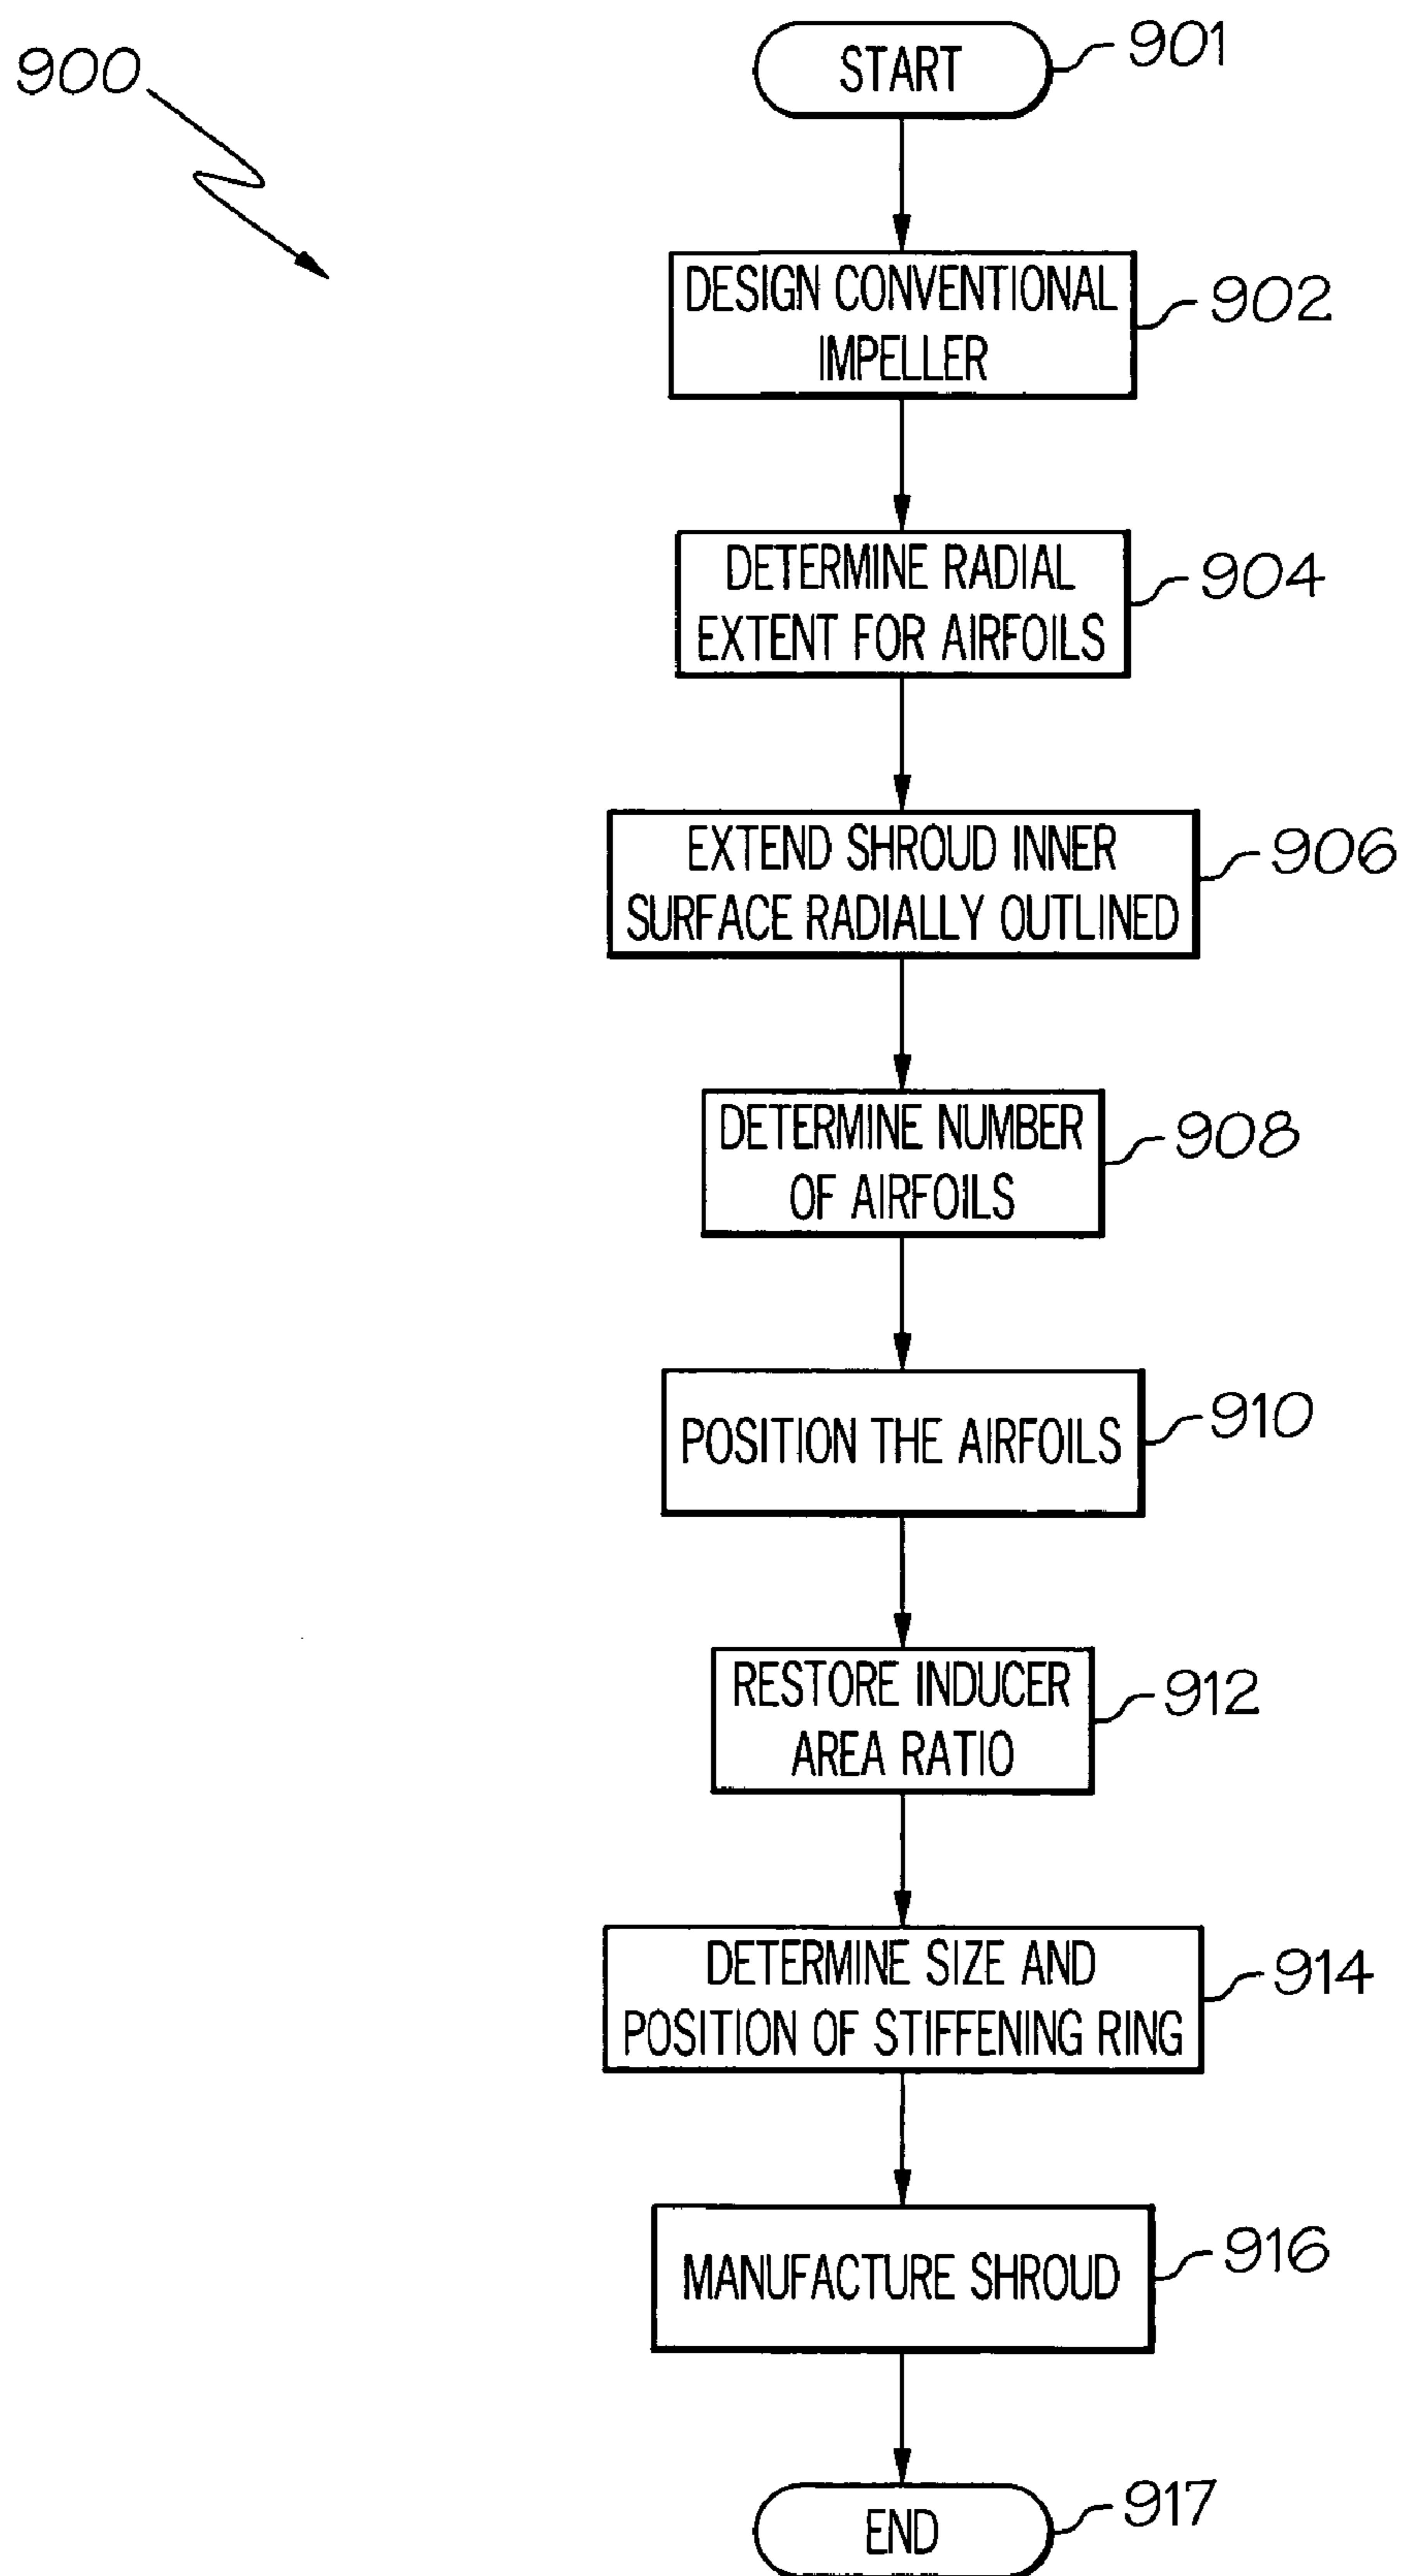 900
START
901
DESIGN CONVENTIONAL
IMPELLER
902
DETERMINE RADIAL
EXTENT FOR AIRFOILS
904
EXTEND SHROUD INNER
SURFACE RADIALLY OUTLINED
906
DETERMINE NUMBER
OF AIRFOILS
908
POSITION THE AIRFOILS
910
RESTORE INDUCER
AREA RATIO
912
DETERMINE SIZE AND
POSITION OF STIFFENING RING
914
MANUFACTURE SHROUD
916
END
917